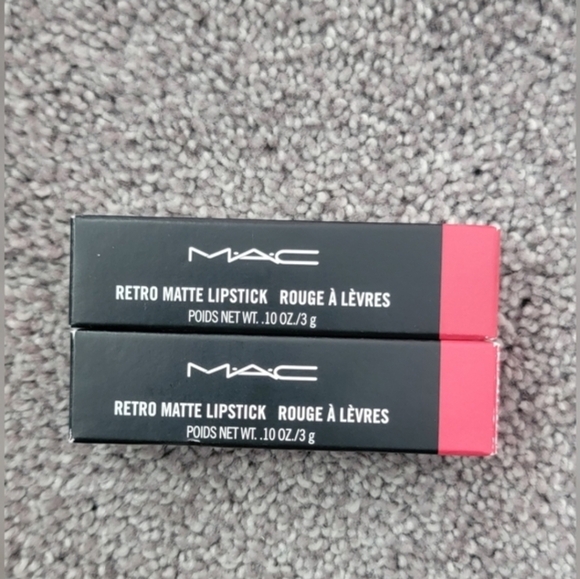 M·A·C
RETRO MATTE LIPSTICK ROUGE À LÈVRES
POIDS NET WT. .10 OZ./3 g
M·A·C
RETRO MATTE LIPSTICK ROUGE À LÈVRES
POIDS NET WT. .10 OZ./3 g